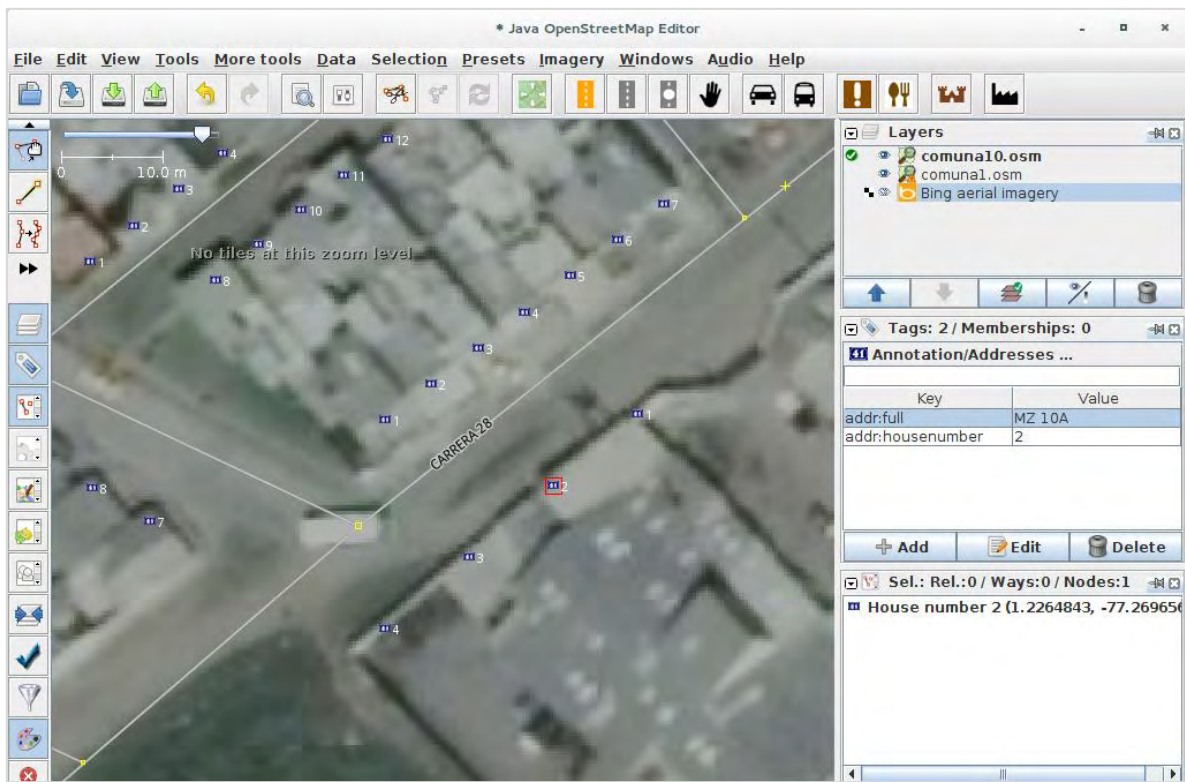 * Java OpenStreetMap Editor
File Edit View Tools More tools Data Selection Presets Imagery Windows Audio Help
0 10.0 m
4
3
2
1
12
11
10
9
8
No tiles at this zoom level
7
6
5
4
3
2
1
CARRERA 28
1
2
3
4
8
7
Layers
comuna10.osm
comuna1.osm
Bing aerial imagery
Tags: 2 / Memberships: 0
Annotation/Addresses ...
Key Value
addr:full MZ 10A
addr:housenumber 2
Add Edit Delete
Sel.: Rel.:0 / Ways:0 / Nodes:1
House number 2 (1.2264843, -77.269656